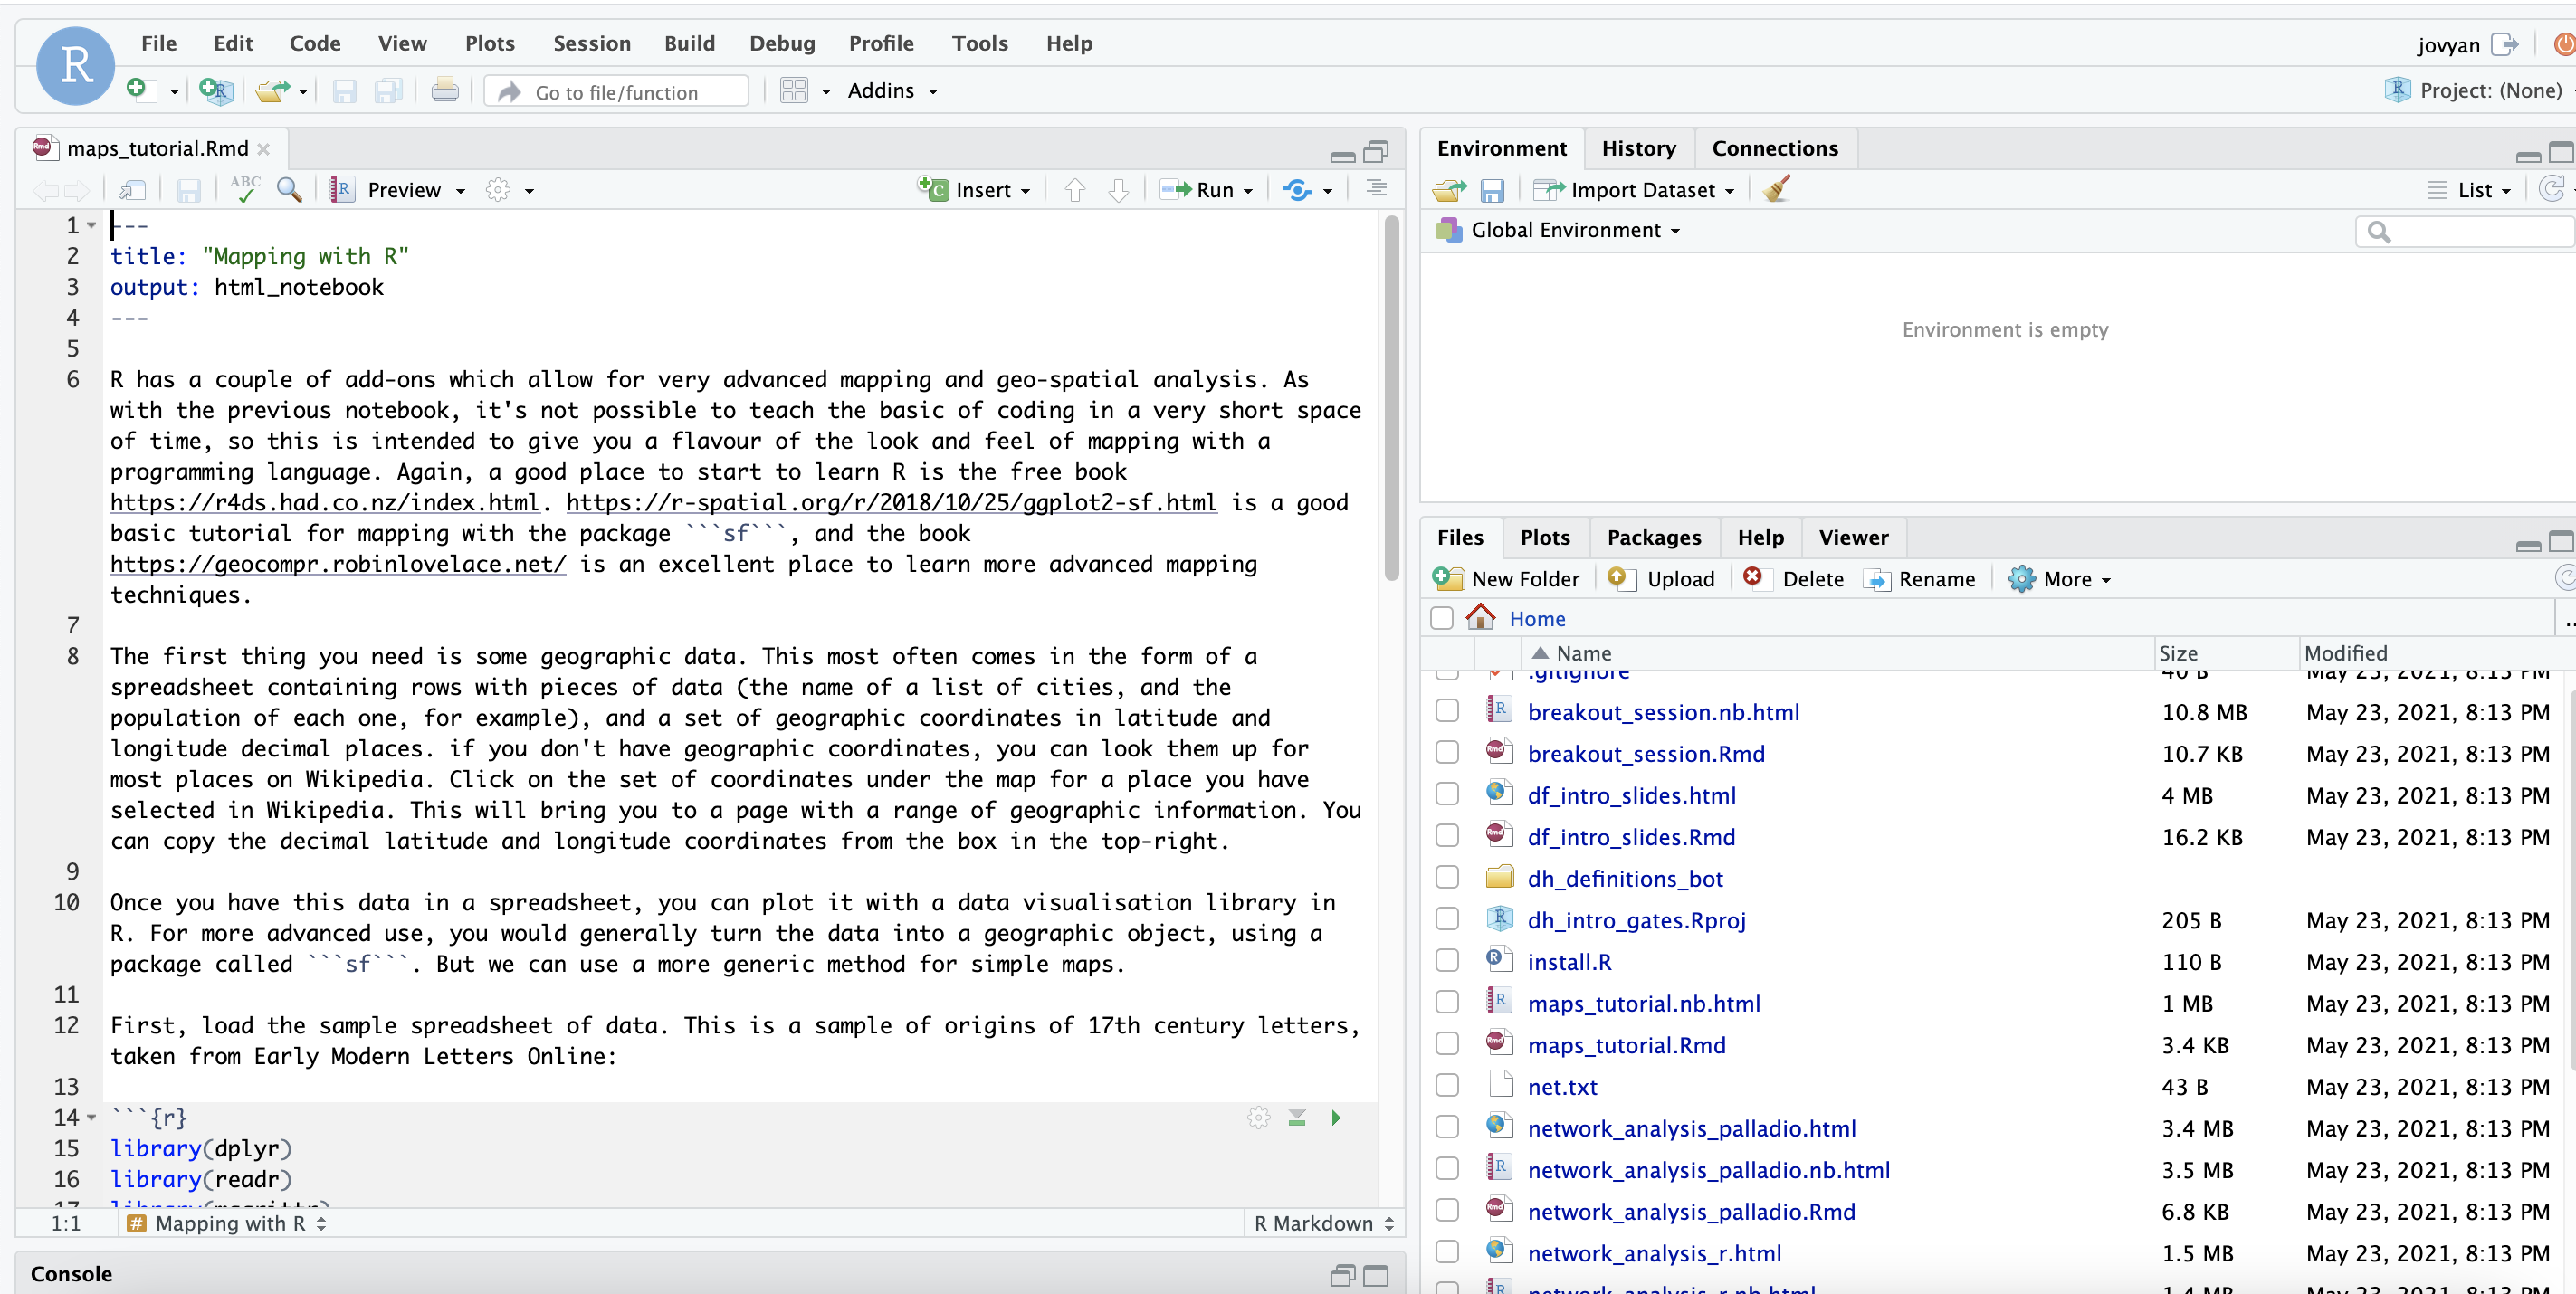 File Edit Code View Plots Session Build Debug Profile Tools Help
jovyan
Go to file/function
Addins
Project: (None)
maps_tutorial.Rmd
ABC
Preview
Insert
Run
1 ---
2 title: "Mapping with R"
3 output: html_notebook
4 ---
5
6 R has a couple of add-ons which allow for very advanced mapping and geo-spatial analysis. As
with the previous notebook, it's not possible to teach the basic of coding in a very short space
of time, so this is intended to give you a flavour of the look and feel of mapping with a
programming language. Again, a good place to start to learn R is the free book
https://r4ds.had.co.nz/index.html. https://r-spatial.org/r/2018/10/25/ggplot2-sf.html is a good
basic tutorial for mapping with the package ```sf```, and the book
https://geocompr.robinlovelace.net/ is an excellent place to learn more advanced mapping
techniques.
7
8 The first thing you need is some geographic data. This most often comes in the form of a
spreadsheet containing rows with pieces of data (the name of a list of cities, and the
population of each one, for example), and a set of geographic coordinates in latitude and
longitude decimal places. if you don't have geographic coordinates, you can look them up for
most places on Wikipedia. Click on the set of coordinates under the map for a place you have
selected in Wikipedia. This will bring you to a page with a range of geographic information. You
can copy the decimal latitude and longitude coordinates from the box in the top-right.
9
10 Once you have this data in a spreadsheet, you can plot it with a data visualisation library in
R. For more advanced use, you would generally turn the data into a geographic object, using a
package called ```sf```. But we can use a more generic method for simple maps.
11
12 First, load the sample spreadsheet of data. This is a sample of origins of 17th century letters,
taken from Early Modern Letters Online:
13
14 ```{r}
15 library(dplyr)
16 library(readr)
1:1 Mapping with R
R Markdown
Console
Environment History Connections
Import Dataset
List
Global Environment
Environment is empty
Files Plots Packages Help Viewer
New Folder Upload Delete Rename More
Home
Name Size Modified
.gitignore 40 B May 23, 2021, 8:13 PM
breakout_session.nb.html 10.8 MB May 23, 2021, 8:13 PM
breakout_session.Rmd 10.7 KB May 23, 2021, 8:13 PM
df_intro_slides.html 4 MB May 23, 2021, 8:13 PM
df_intro_slides.Rmd 16.2 KB May 23, 2021, 8:13 PM
dh_definitions_bot
dh_intro_gates.Rproj 205 B May 23, 2021, 8:13 PM
install.R 110 B May 23, 2021, 8:13 PM
maps_tutorial.nb.html 1 MB May 23, 2021, 8:13 PM
maps_tutorial.Rmd 3.4 KB May 23, 2021, 8:13 PM
net.txt 43 B May 23, 2021, 8:13 PM
network_analysis_palladio.html 3.4 MB May 23, 2021, 8:13 PM
network_analysis_palladio.nb.html 3.5 MB May 23, 2021, 8:13 PM
network_analysis_palladio.Rmd 6.8 KB May 23, 2021, 8:13 PM
network_analysis_r.html 1.5 MB May 23, 2021, 8:13 PM